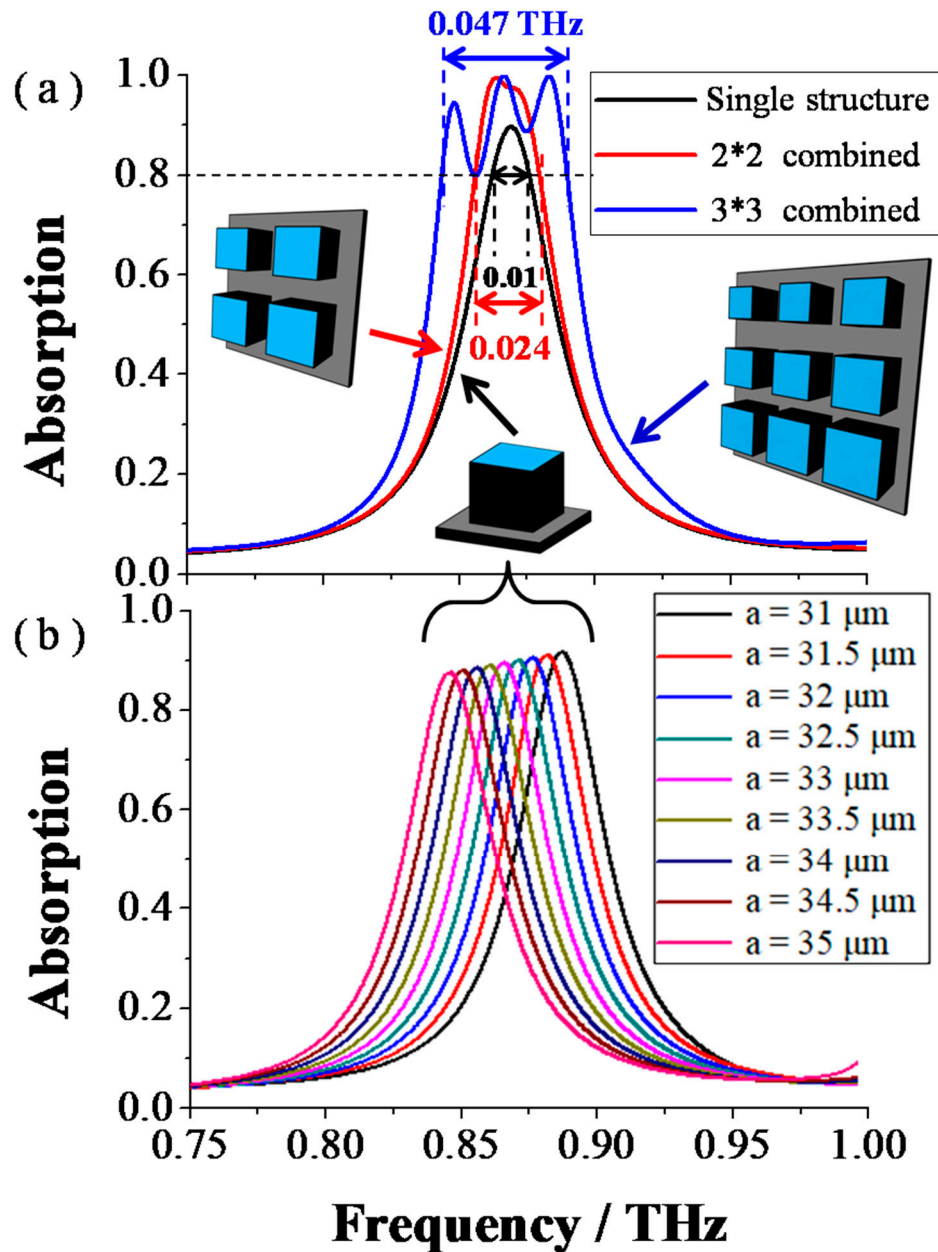 0.047 THz
( a )
1.0
0.8
0.6
0.4
0.2
0.0
Absorption
Single structure
2*2 combined
3*3 combined
0.01
0.024
( b )
1.0
0.8
0.6
0.4
0.2
0.0
Absorption
a = 31 μm
a = 31.5 μm
a = 32 μm
a = 32.5 μm
a = 33 μm
a = 33.5 μm
a = 34 μm
a = 34.5 μm
a = 35 μm
0.75 0.80 0.85 0.90 0.95 1.00
Frequency / THz